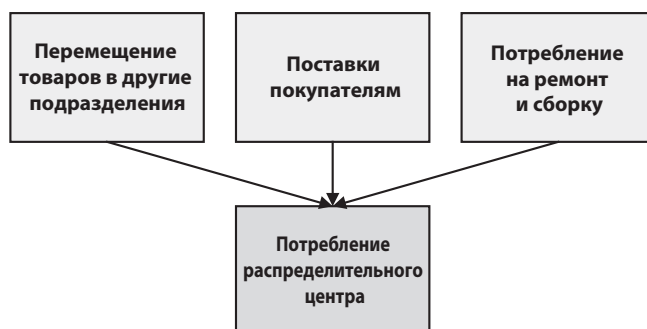 Перемещение
товаров в другие
подразделения
Поставки
покупателям
Потребление
на ремонт
и сборку
Потребление
распределительного
центра